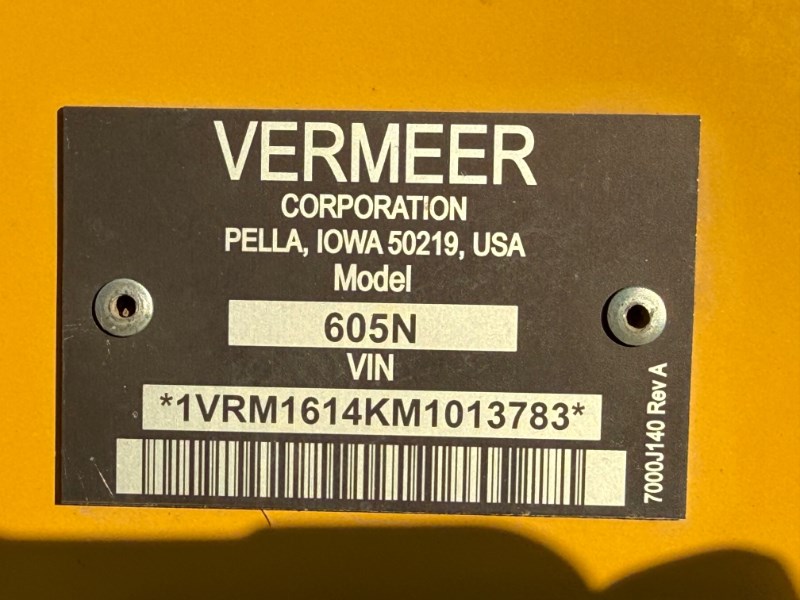 VERMEER
CORPORATION
PELLA, IOWA 50219, USA
Model
605N
VIN
*1VRM1614KM1013783*
7000J140 Rev A